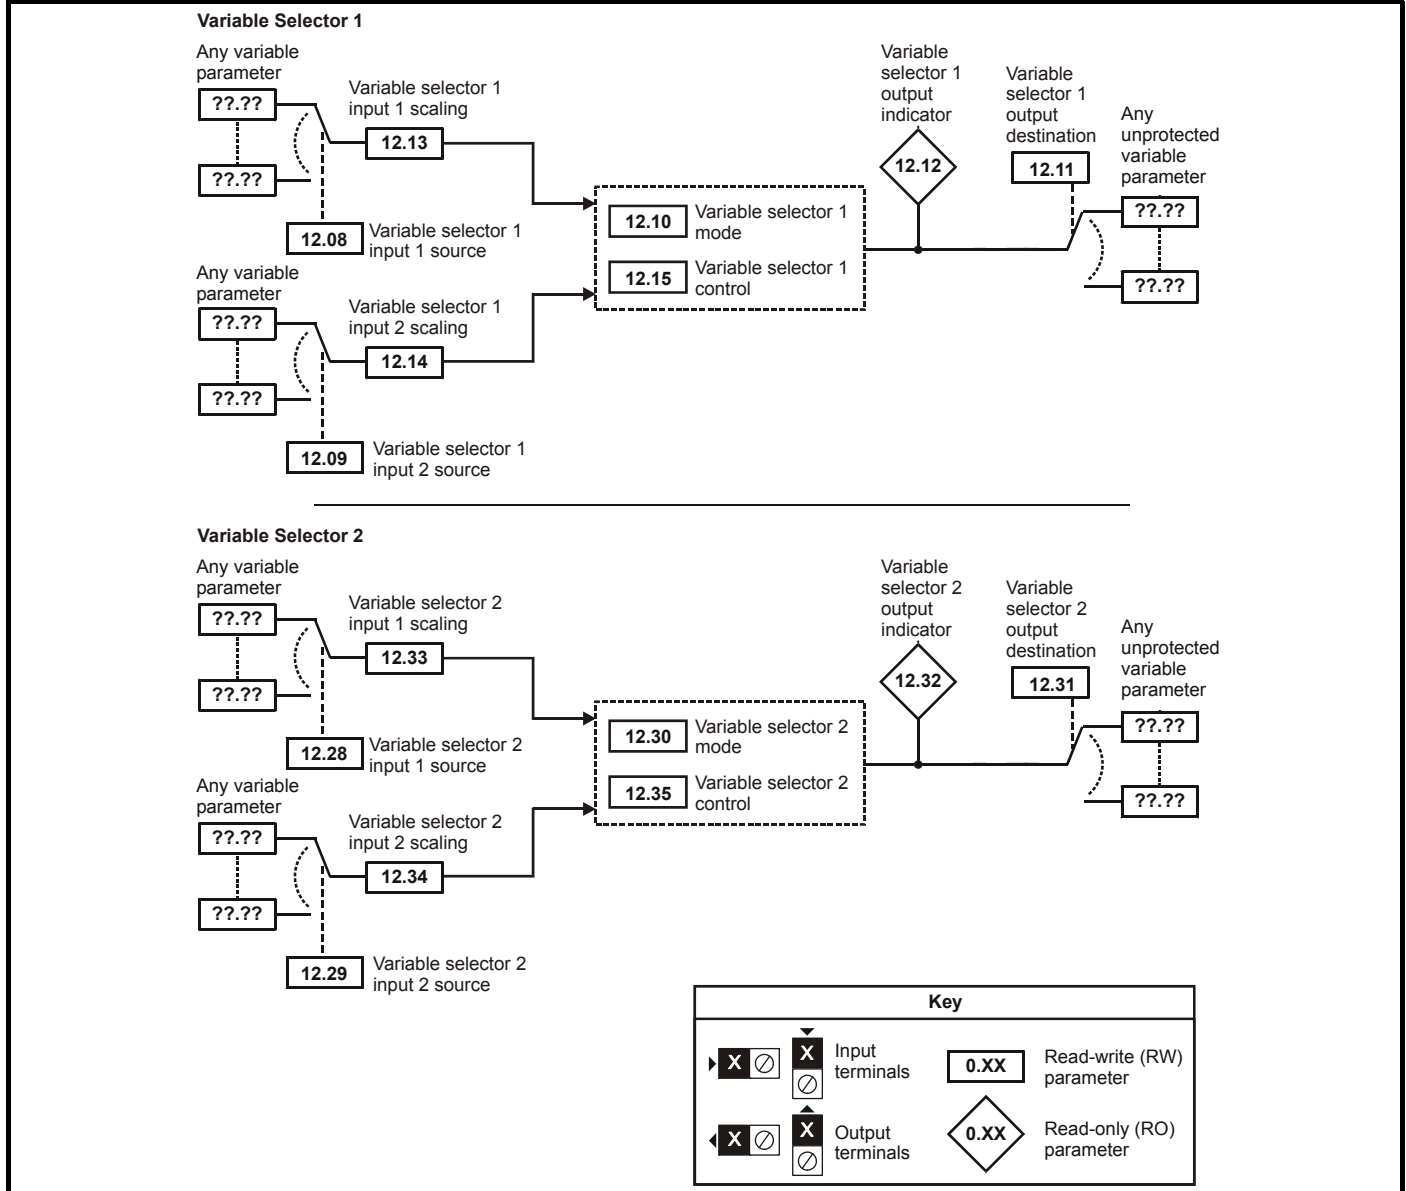 Variable Selector 1
Any variable
parameter
??.??
??.??
Variable selector 1
input 1 scaling
12.13
12.08
Variable selector 1
input 1 source
Any variable
parameter
??.??
??.??
Variable selector 1
input 2 scaling
12.14
12.09
Variable selector 1
input 2 source
12.10
Variable selector 1
mode
12.15
Variable selector 1
control
Variable
selector 1
output
indicator
12.12
Variable
selector 1
output
destination
12.11
Any
unprotected
variable
parameter
??.??
??.??
Variable Selector 2
Any variable
parameter
??.??
??.??
Variable selector 2
input 1 scaling
12.33
12.28
Variable selector 2
input 1 source
Any variable
parameter
??.??
??.??
Variable selector 2
input 2 scaling
12.34
12.29
Variable selector 2
input 2 source
12.30
Variable selector 2
mode
12.35
Variable selector 2
control
Variable
selector 2
output
indicator
12.32
Variable
selector 2
output
destination
12.31
Any
unprotected
variable
parameter
??.??
??.??
Key
X
X
Input
terminals
0.XX
Read-write (RW)
parameter
X
X
Output
terminals
0.XX
Read-only (RO)
parameter